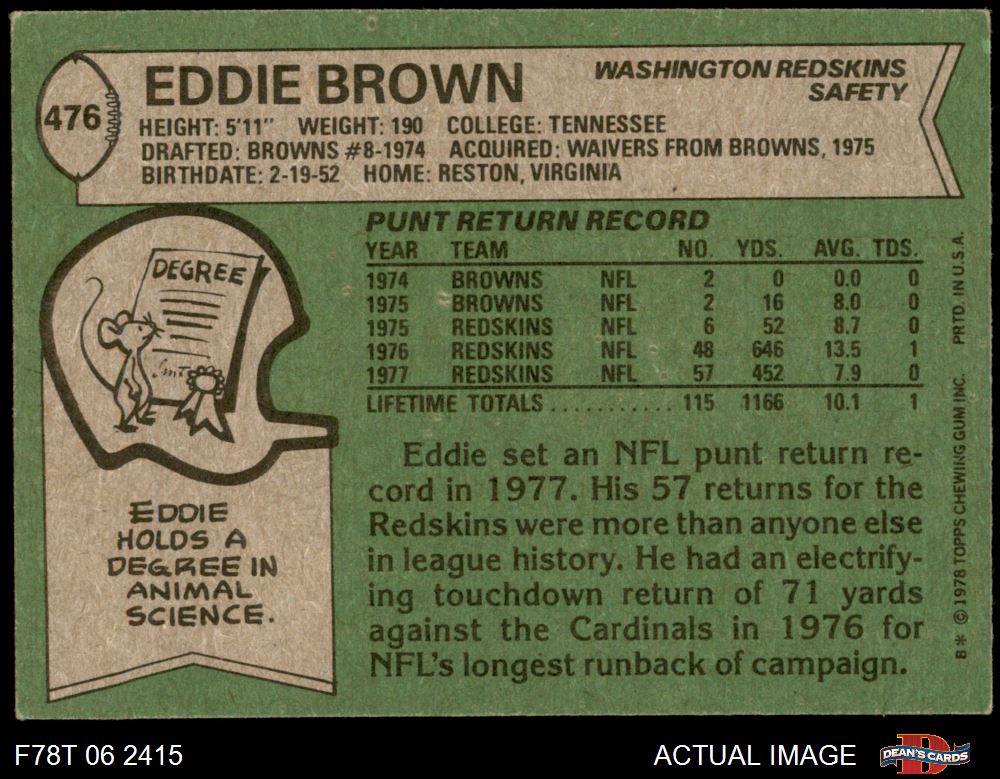 476
EDDIE BROWN
WASHINGTON REDSKINS
SAFETY
HEIGHT: 5'11" WEIGHT: 190 COLLEGE: TENNESSEE
DRAFTED: BROWNS #8-1974 ACQUIRED: WAIVERS FROM BROWNS, 1975
BIRTHDATE: 2-19-52 HOME: RESTON, VIRGINIA
DEGREE
EDDIE
HOLDS A
DEGREE IN
ANIMAL
SCIENCE.
PUNT RETURN RECORD
YEAR TEAM NO. YDS. AVG. TDS.
1974 BROWNS NFL 2 0 0.0 0
1975 BROWNS NFL 2 16 8.0 0
1975 REDSKINS NFL 6 52 8.7 0
1976 REDSKINS NFL 48 646 13.5 1
1977 REDSKINS NFL 57 452 7.9 0
LIFETIME TOTALS ........... 115 1166 10.1 1
Eddie set an NFL punt return re-
cord in 1977. His 57 returns for the
Redskins were more than anyone else
in league history. He had an electrify-
ing touchdown return of 71 yards
against the Cardinals in 1976 for
NFL's longest runback of campaign.
B* © 1978 TOPPS CHEWING GUM INC. PRTD. IN U.S.A.
F78T 06 2415
ACTUAL IMAGE
DEAN'S CARDS